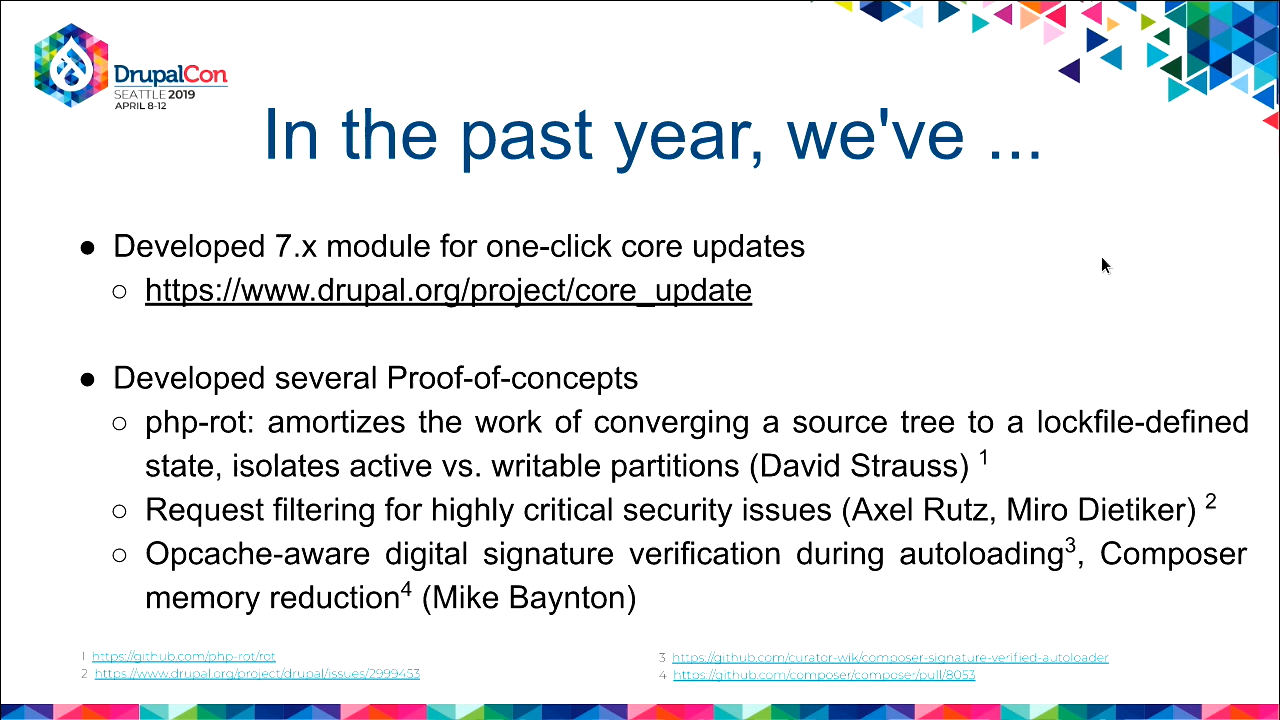 DrupalCon
SEATTLE 2019
APRIL 8-12
In the past year, we've ...
● Developed 7.x module for one-click core updates
○ https://www.drupal.org/project/core_update
● Developed several Proof-of-concepts
○ php-rot: amortizes the work of converging a source tree to a lockfile-defined
state, isolates active vs. writable partitions (David Strauss) 1
○ Request filtering for highly critical security issues (Axel Rutz, Miro Dietiker) 2
○ Opcache-aware digital signature verification during autoloading3, Composer
memory reduction4 (Mike Baynton)
1 https://github.com/php-rot/rot
2 https://www.drupal.org/project/drupal/issues/2999453
3 https://github.com/curator-wik/composer-signature-verified-autoloader
4 https://github.com/composer/composer/pull/8053